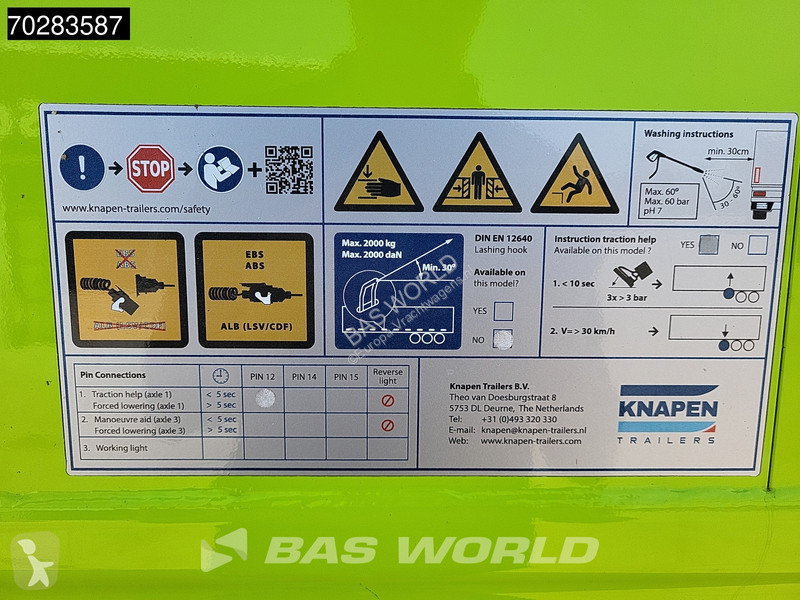 70283587
STOP
www.knapen-trailers.com/safety
Washing instructions
min. 30cm
Max. 60°
Max. 60 bar
pH 7
30 - 60°
EBS
ABS
ALB (LSV/CDF)
Max. 2000 kg
Max. 2000 daN
Min. 30°
DIN EN 12640
Lashing hook
Available on
this model?
YES
NO
Instruction traction help
Available on this model ?
YES
NO
1. < 10 sec
3x > 3 bar
2. V= > 30 km/h
Pin Connections
PIN 12
PIN 14
PIN 15
Reverse
light
1. Traction help (axle 1)
< 5 sec
Forced lowering (axle 1)
> 5 sec
2. Manoeuvre aid (axle 3)
< 5 sec
Forced lowering (axle 3)
> 5 sec
3. Working light
Knapen Trailers B.V.
Theo van Doesburgstraat 8
5753 DL Deurne, The Netherlands
Tel: +31 (0)493 320 330
E-mail: knapen@knapen-trailers.nl
Web: www.knapen-trailers.com
KNAPEN
TRAILERS
BAS WORLD
BAS WORLD